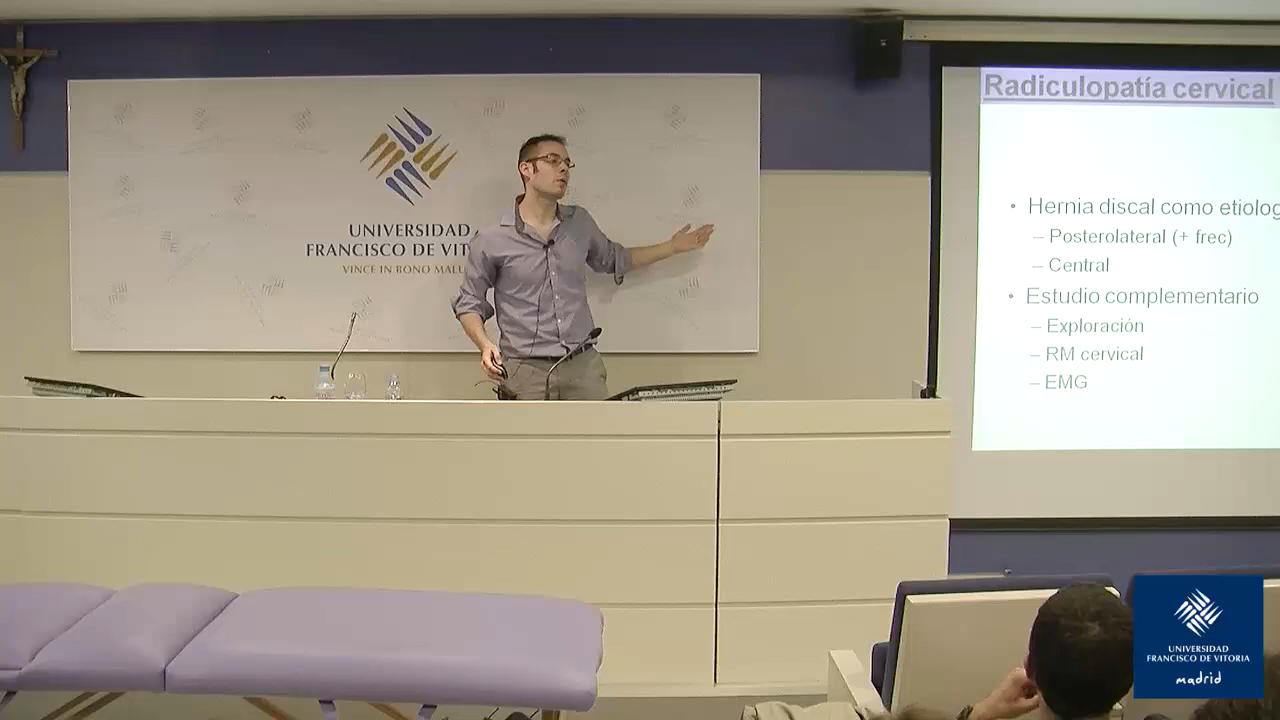 UNIVERSIDAD
FRANCISCO DE VIT
VINCE IN BONO MALU
Radiculopatía cervical
• Hernia discal como etiolog
– Posterolateral (+ frec)
– Central
• Estudio complementario
– Exploración
– RM cervical
– EMG
UNIVERSIDAD
FRANCISCO DE VITORIA
madrid